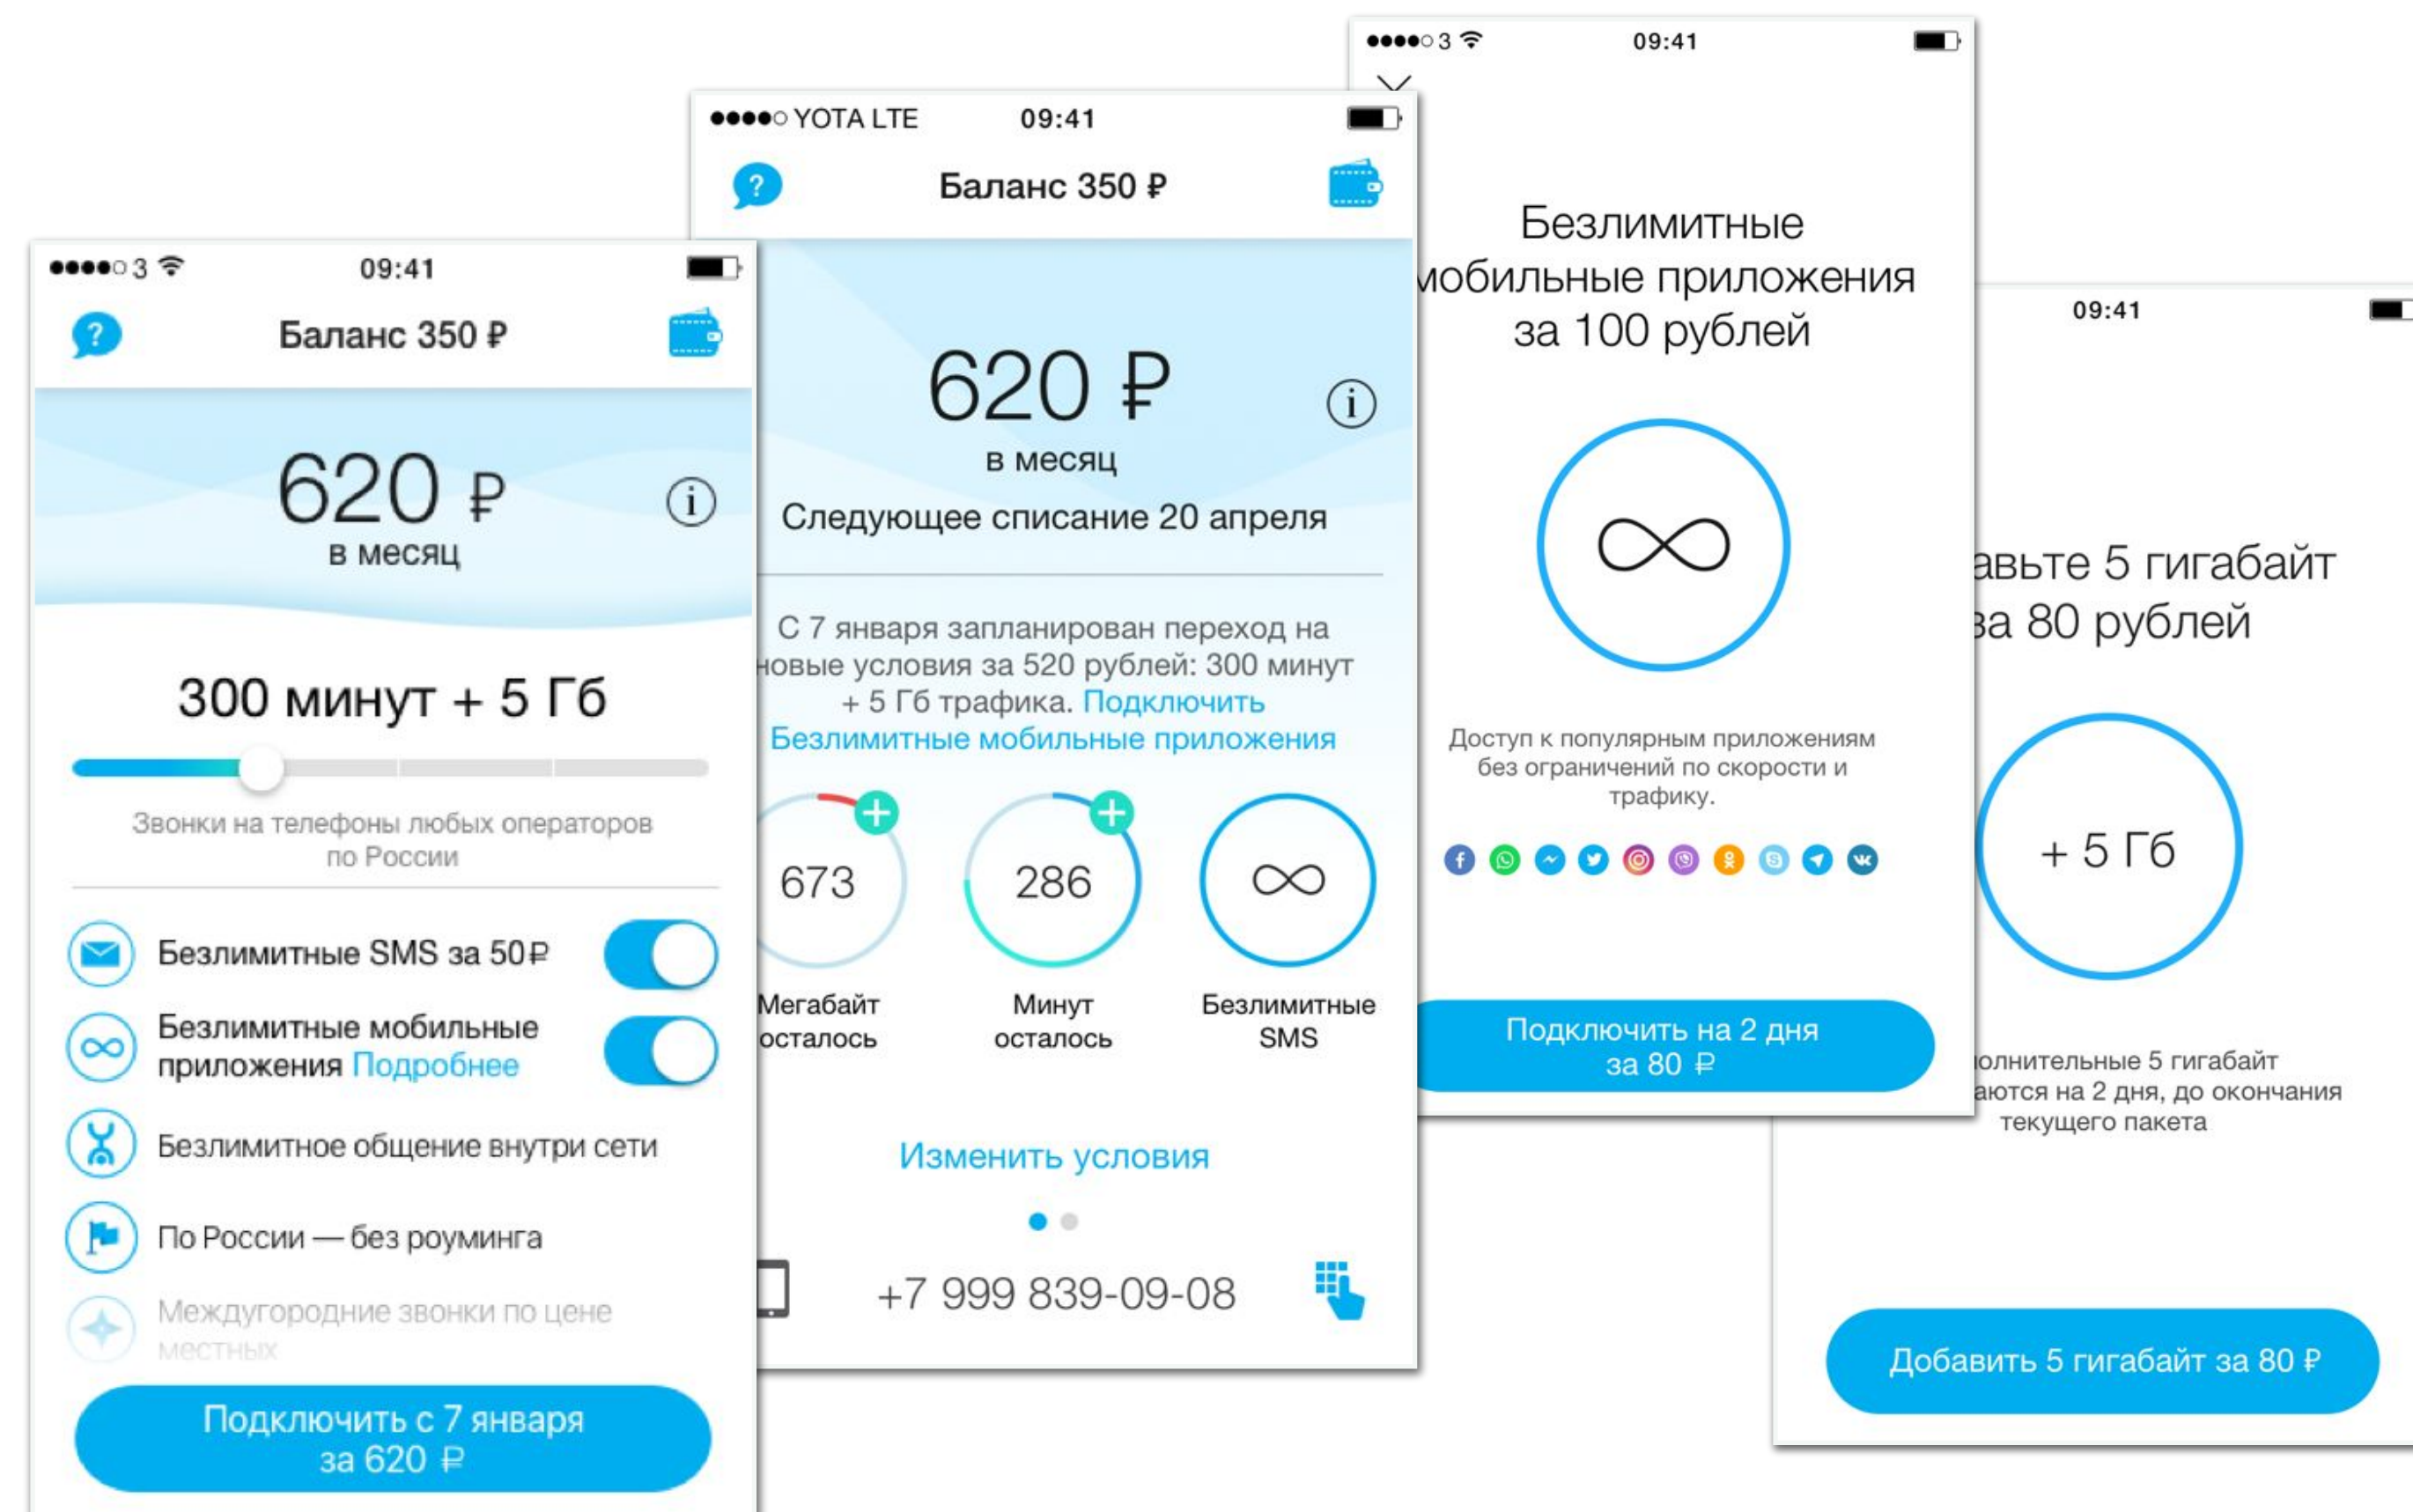 3 09:41
Баланс 350 ₽
620 ₽
в месяц
300 минут + 5 Гб
Звонки на телефоны любых операторов
по России
Безлимитные SMS за 50₽
Безлимитные мобильные
приложения Подробнее
Безлимитное общение внутри сети
По России — без роуминга
Междугородние звонки по цене
местных
Подключить с 7 января
за 620 ₽
YOTA LTE 09:41
Баланс 350 ₽
620 ₽
в месяц
Следующее списание 20 апреля
С 7 января запланирован переход на
новые условия за 520 рублей: 300 минут
+ 5 Гб трафика. Подключить
Безлимитные мобильные приложения
673
286
Мегабайт
осталось
Минут
осталось
Безлимитные
SMS
Изменить условия
+7 999 839-09-08
3 09:41
Безлимитные
мобильные приложения
за 100 рублей
Доступ к популярным приложениям
без ограничений по скорости и
трафику.
Подключить на 2 дня
за 80 ₽
09:41
5 гигабайт
за 80 рублей
+ 5 Гб
5 гигабайт
на 2 дня, до окончания
текущего пакета
Добавить 5 гигабайт за 80 ₽